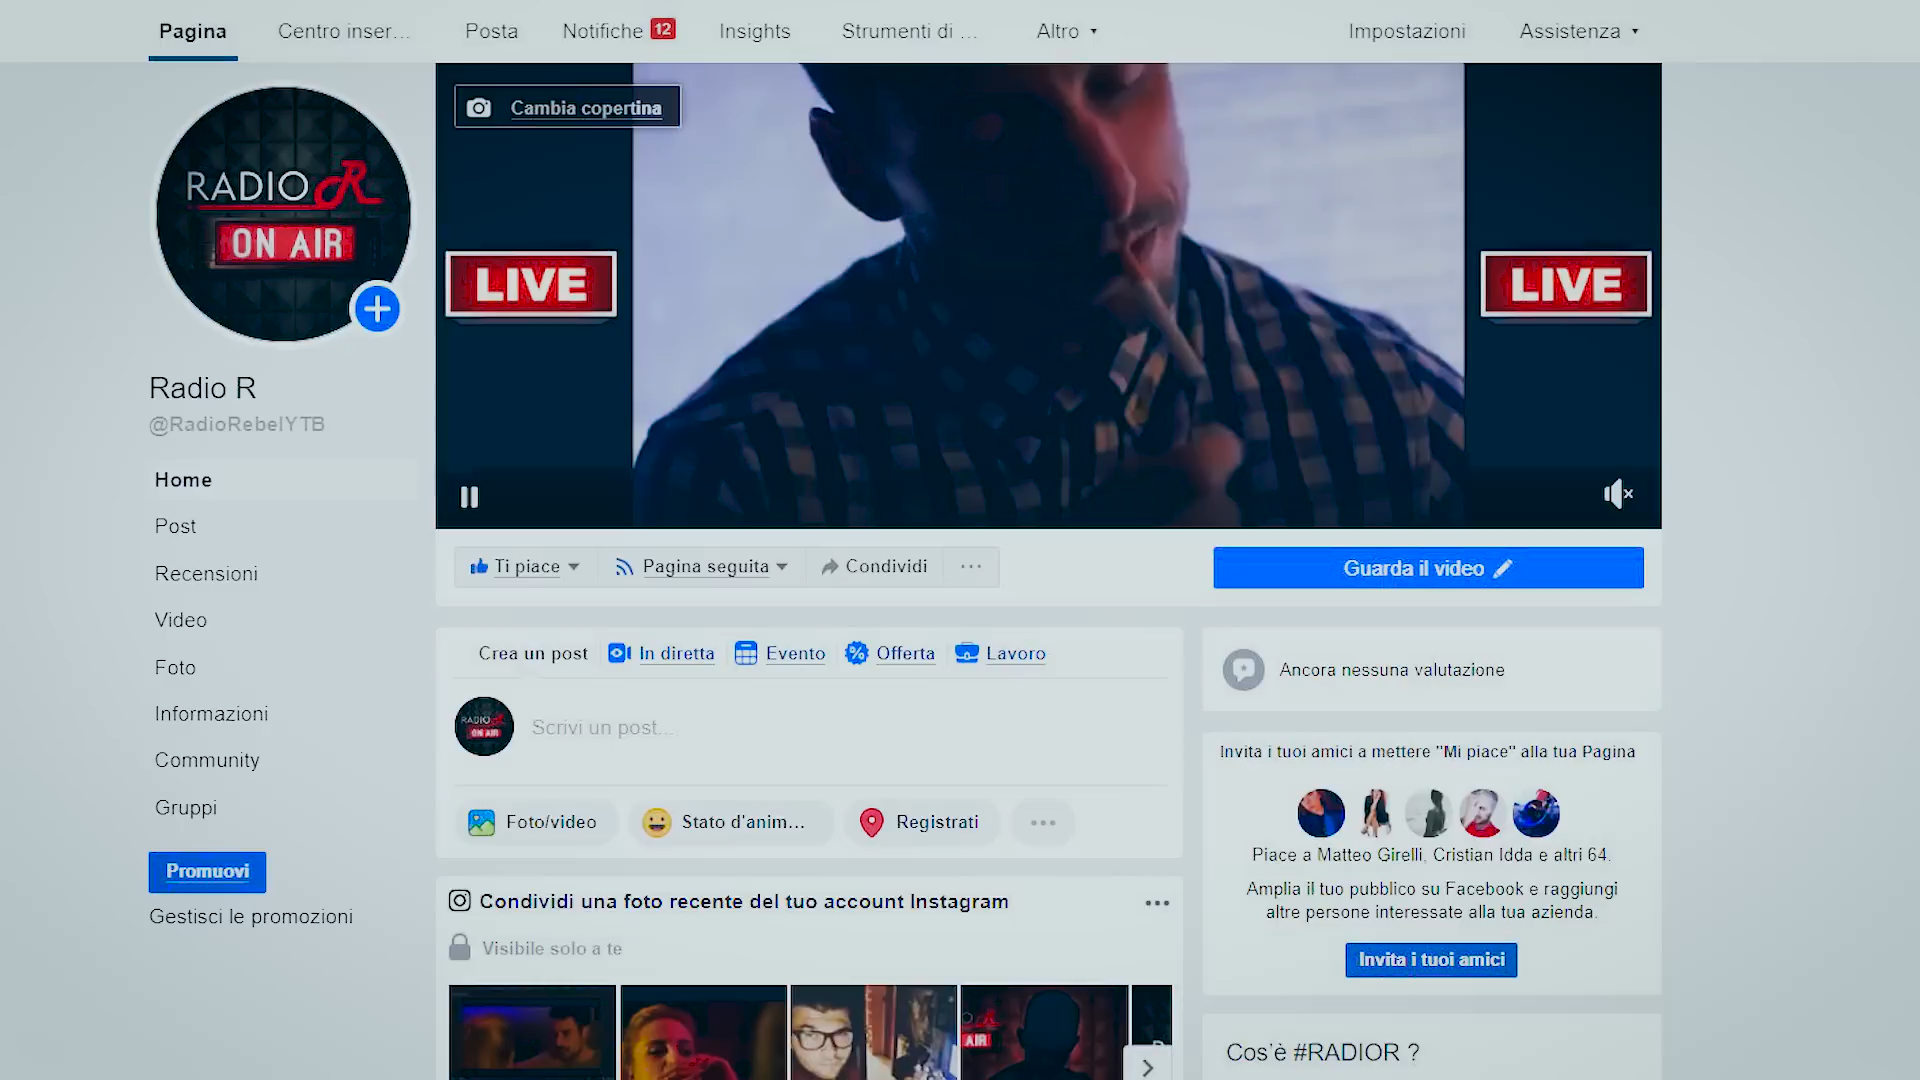 Pagina
Centro inser...
Posta
Notifiche 12
Insights
Strumenti di ...
Altro
Impostazioni
Assistenza
RADIO R
ON AIR
Cambia copertina
LIVE
LIVE
Radio R
@RadioRebelYTB
Home
Post
Recensioni
Video
Foto
Informazioni
Community
Gruppi
Promuovi
Gestisci le promozioni
Ti piace
Pagina seguita
Condividi
Guarda il video
Crea un post
In diretta
Evento
Offerta
Lavoro
RADIO R
ON AIR
Scrivi un post...
Foto/video
Stato d'anim...
Registrati
Condividi una foto recente del tuo account Instagram
Visibile solo a te
AIR
Ancora nessuna valutazione
Invita i tuoi amici a mettere "Mi piace" alla tua Pagina
Piace a Matteo Girelli, Cristian Idda e altri 64.
Amplia il tuo pubblico su Facebook e raggiungi
altre persone interessate alla tua azienda.
Invita i tuoi amici
Cos'è #RADIOR ?